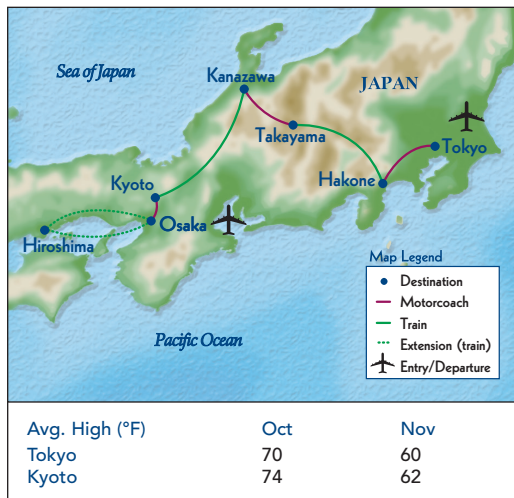 Sea of Japan
Kanazawa
JAPAN
Takayama
Tokyo
Kyoto
Hakone
Osaka
Hiroshima
Pacific Ocean
Map Legend
Destination
Motorcoach
Train
Extension (train)
Entry/Departure
Avg. High (°F) Oct Nov
Tokyo 70 60
Kyoto 74 62